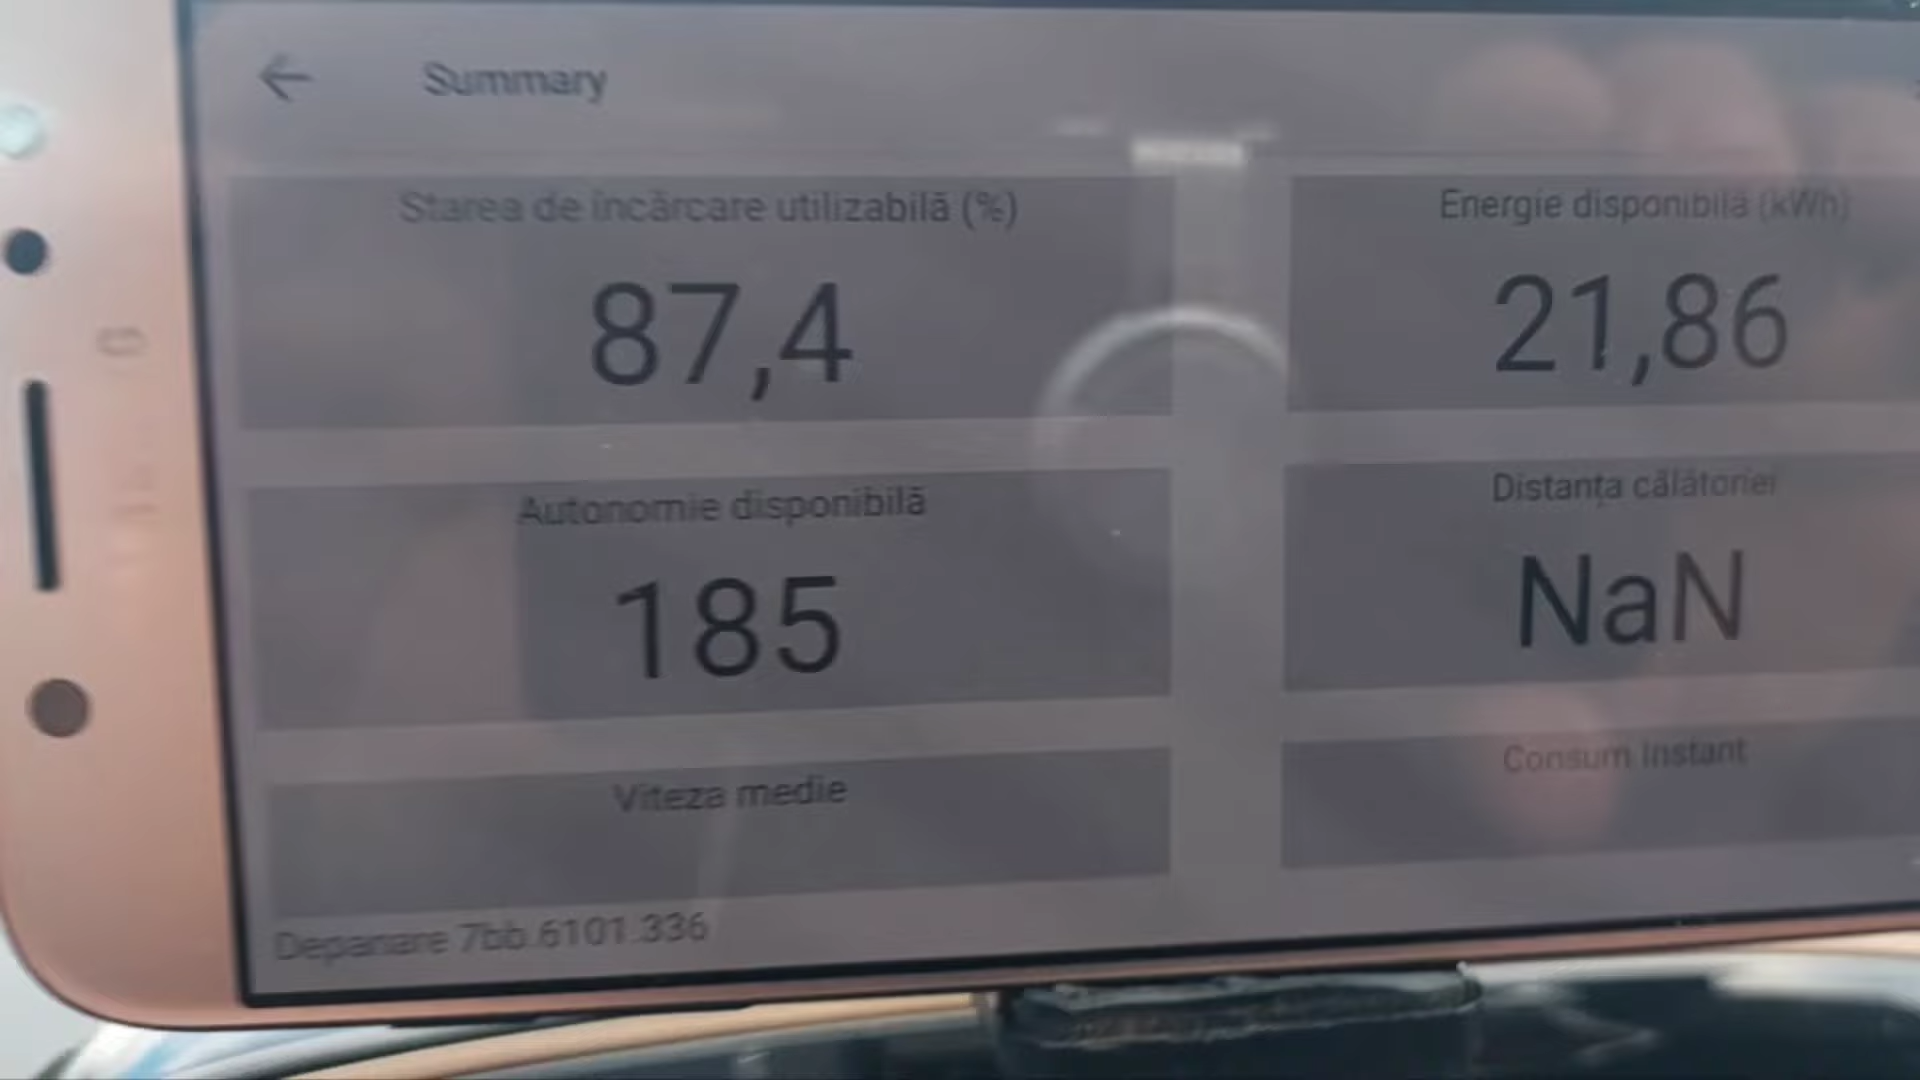 Summary
Starea de încărcare utilizabilă (%)
Energie disponibilă (kWh)
87,4
21,86
Autonomie disponibilă
Distanța călătoriei
185
NaN
Viteza medie
Consum instant
Depanare 7bb.6101.336